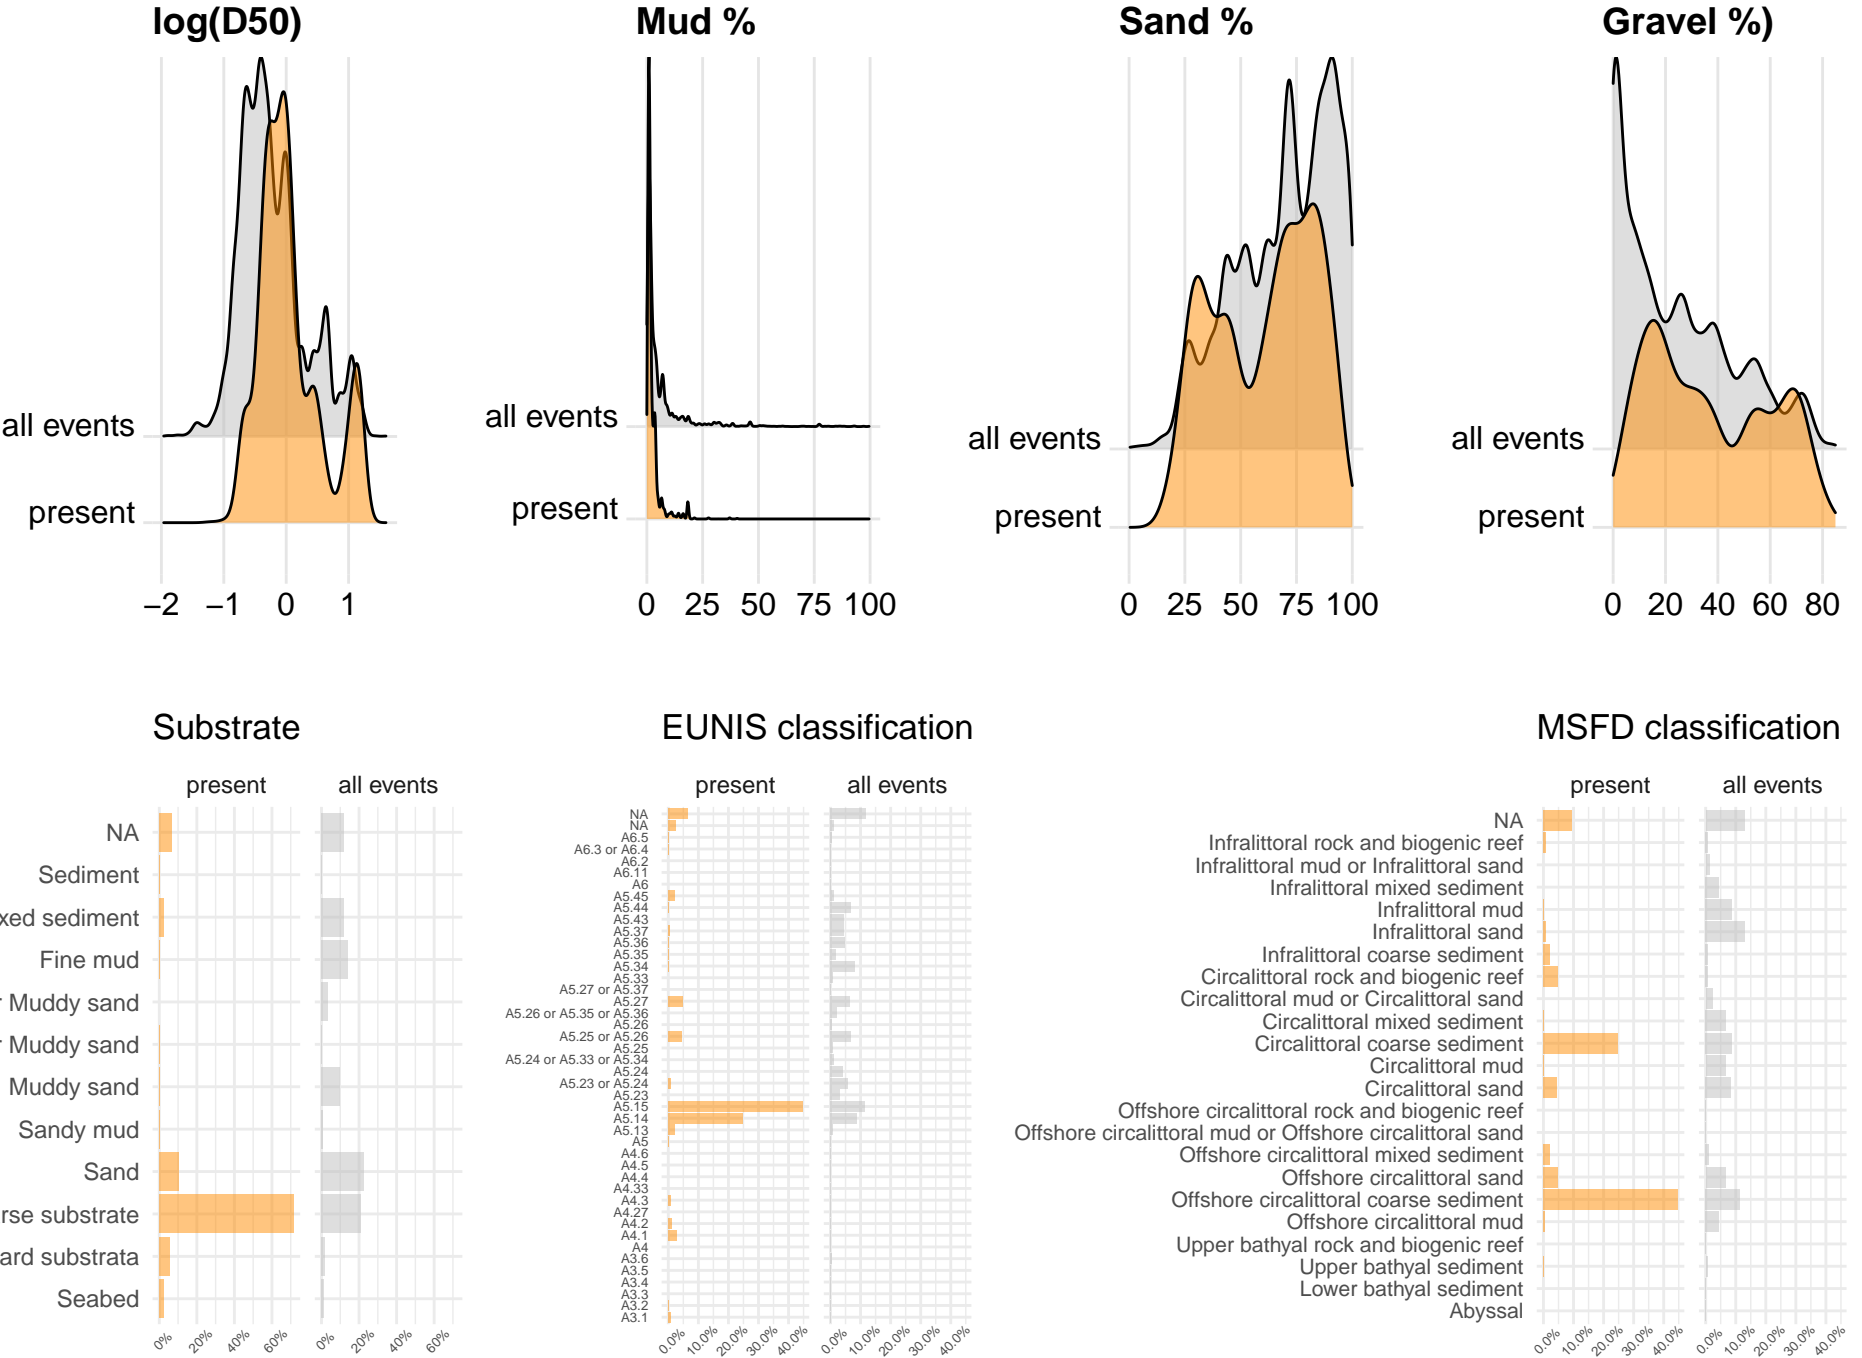 log(D50)
Mud %
Sand %
Gravel %)
all events
present
−2 −1 0 1
all events
present
0 25 50 75 100
all events
present
0 25 50 75 100
all events
present
0 20 40 60 80
Substrate
present all events
NA
Sediment
xed sediment
Fine mud
r Muddy sand
r Muddy sand
Muddy sand
Sandy mud
Sand
rse substrate
ard substrata
Seabed
0% 20% 40% 60% 0% 20% 40% 60%
EUNIS classification
present all events
NA
NA
A6.5
A6.3 or A6.4
A6.2
A6.11
A6
A5.45
A5.44
A5.43
A5.37
A5.36
A5.35
A5.34
A5.33
A5.27 or A5.37
A5.27
A5.26 or A5.35 or A5.36
A5.26
A5.25 or A5.26
A5.25
A5.24 or A5.33 or A5.34
A5.24
A5.23 or A5.24
A5.23
A5.15
A5.14
A5.13
A5
A4.6
A4.5
A4.4
A4.33
A4.3
A4.27
A4.2
A4.1
A4
A3.6
A3.5
A3.4
A3.3
A3.2
A3.1
0.0% 10.0% 20.0% 30.0% 40.0% 0.0% 10.0% 20.0% 30.0% 40.0%
MSFD classification
present all events
NA
Infralittoral rock and biogenic reef
Infralittoral mud or Infralittoral sand
Infralittoral mixed sediment
Infralittoral mud
Infralittoral sand
Infralittoral coarse sediment
Circalittoral rock and biogenic reef
Circalittoral mud or Circalittoral sand
Circalittoral mixed sediment
Circalittoral coarse sediment
Circalittoral mud
Circalittoral sand
Offshore circalittoral rock and biogenic reef
Offshore circalittoral mud or Offshore circalittoral sand
Offshore circalittoral mixed sediment
Offshore circalittoral sand
Offshore circalittoral coarse sediment
Offshore circalittoral mud
Upper bathyal rock and biogenic reef
Upper bathyal sediment
Lower bathyal sediment
Abyssal
0.0% 10.0% 20.0% 30.0% 40.0% 0.0% 10.0% 20.0% 30.0% 40.0%